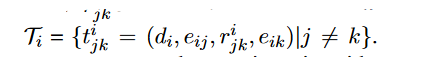 𝒯ᵢ = {tⁱⱼₖ = (dᵢ, eᵢⱼ, rⁱⱼₖ, eᵢₖ)|j ≠ k}.